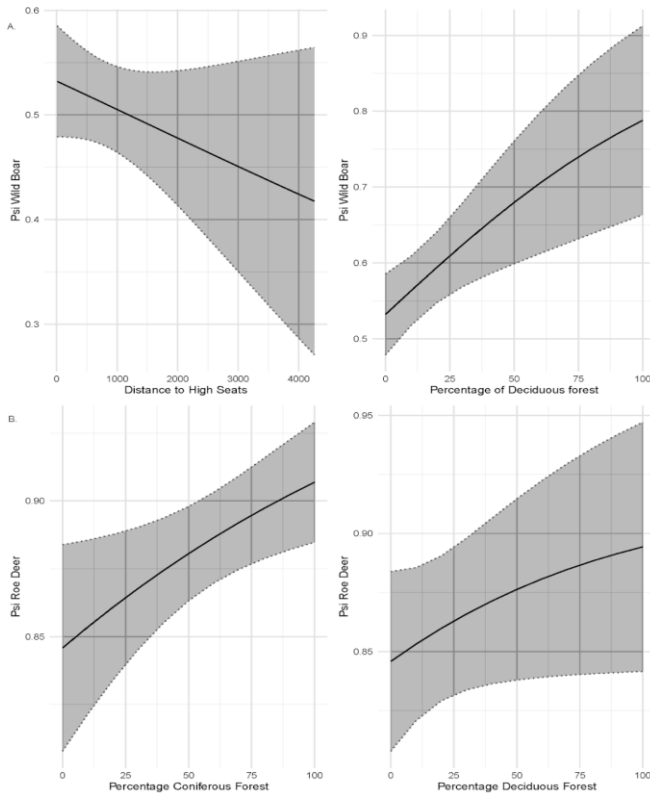 A.
0.6
0.5
0.4
0.3
Psi Wild Boar
0 1000 2000 3000 4000
Distance to High Seats
0.9
0.8
0.7
0.6
0.5
Psi Wild Boar
0 25 50 75 100
Percentage of Deciduous forest
B.
0.90
0.85
Psi Roe Deer
0 25 50 75 100
Percentage Coniferous Forest
0.95
0.90
0.85
0.80
Psi Roe Deer
0 25 50 75 100
Percentage Deciduous Forest